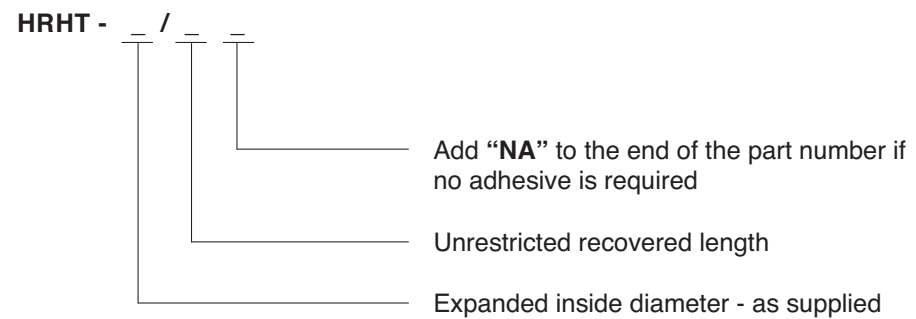 HRHT - _ / _ _
Add “NA” to the end of the part number if
no adhesive is required
Unrestricted recovered length
Expanded inside diameter - as supplied